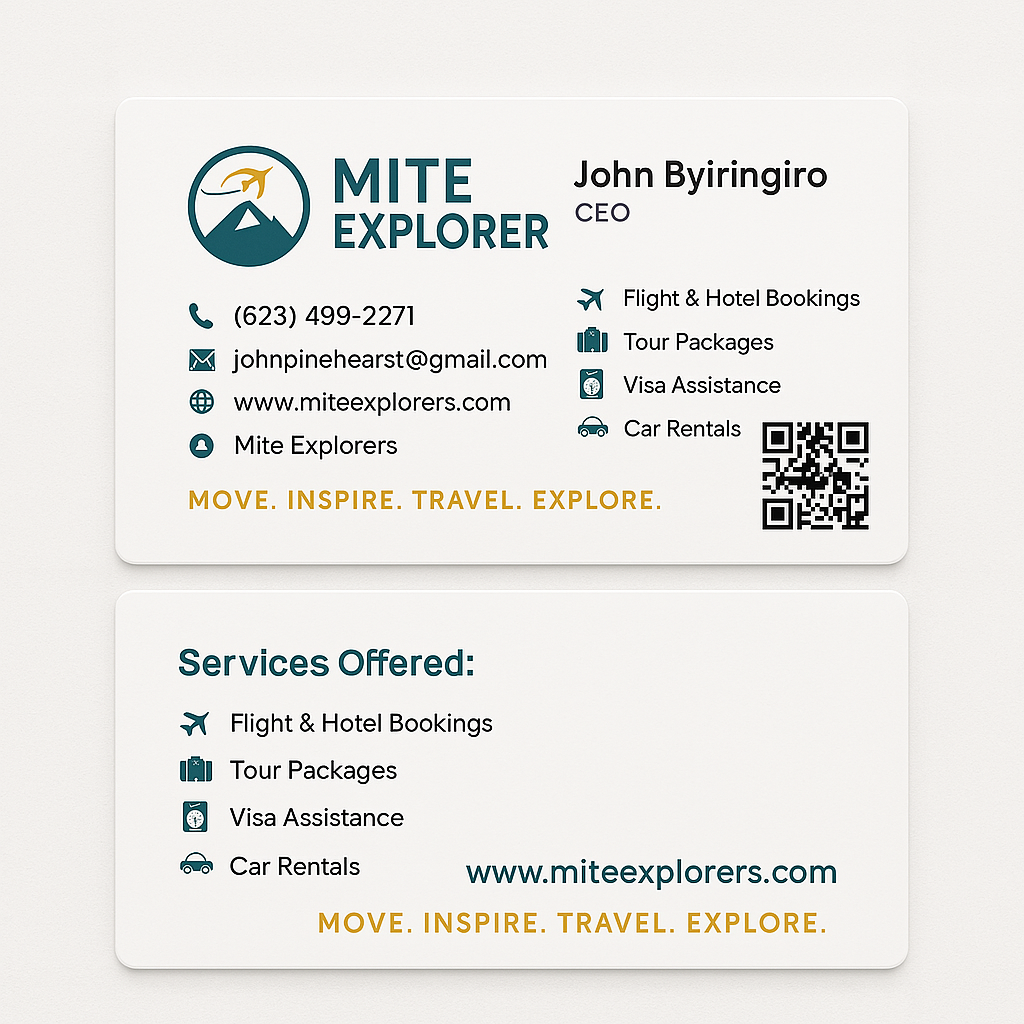 MITE
EXPLORER
John Byiringiro
CEO
(623) 499-2271
johnpinehearst@gmail.com
www.miteexplorers.com
Mite Explorers
Flight & Hotel Bookings
Tour Packages
Visa Assistance
Car Rentals
MOVE. INSPIRE. TRAVEL. EXPLORE.
Services Offered:
Flight & Hotel Bookings
Tour Packages
Visa Assistance
Car Rentals
www.miteexplorers.com
MOVE. INSPIRE. TRAVEL. EXPLORE.